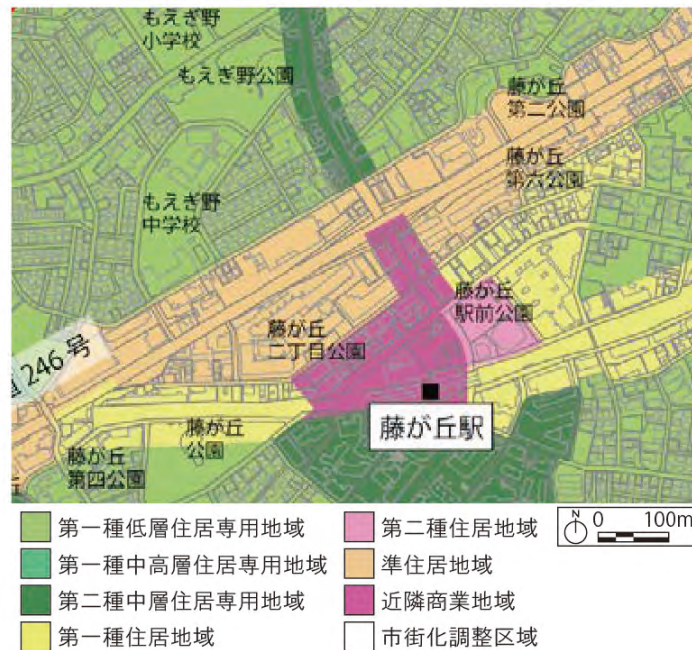 もえぎ野
小学校
もえぎ野公園
藤が丘
第二公園
藤が丘
第六公園
もえぎ野
中学校
藤が丘
駅前公園
藤が丘
二丁目公園
246号
藤が丘駅
藤が丘
公園
藤が丘
第四公園
第一種低層住居専用地域
第一種中高層住居専用地域
第二種中層住居専用地域
第一種住居地域
第二種住居地域
準住居地域
近隣商業地域
市街化調整区域
N 0 100m